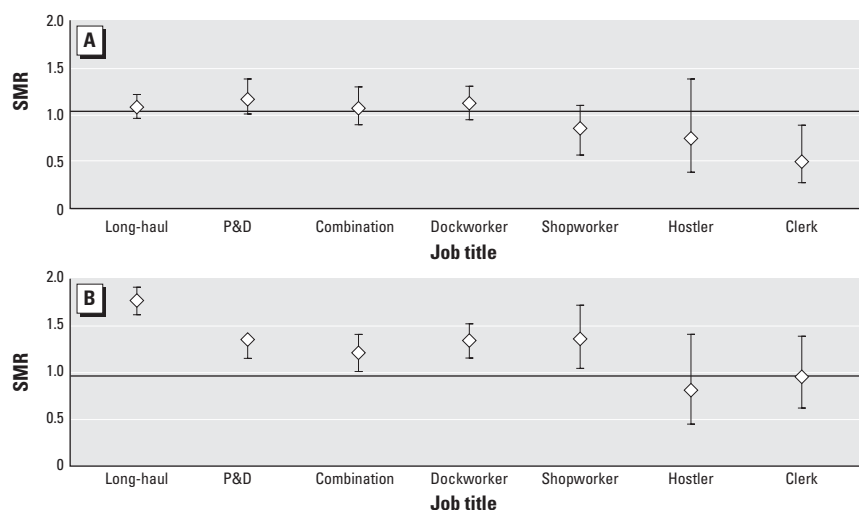 2.0
A
1.5
SMR
1.0
0.5
0
Long-haul P&D Combination Dockworker Shopworker Hostler Clerk
Job title
2.0
B
1.5
SMR
1.0
0.5
0
Long-haul P&D Combination Dockworker Shopworker Hostler Clerk
Job title